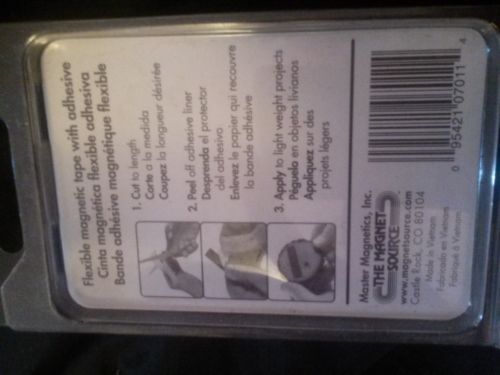 Flexible magnetic tape with adhesive
Cinta magnética flexible adhesiva
Bande adhésive magnétique flexible
1. Cut to length
Corte a la medida
Coupez la longueur désirée
2. Peel off adhesive liner
Desprenda el protector
del adhesivo
Enlevez le papier qui recouvre
la bande adhésive
3. Apply to light weight projects
Péguelo en objetos livianos
Appliquez sur des
projets légers
Master Magnetics, Inc.
THE MAGNET
SOURCE
www.magnetsource.com
Castle Rock, CO 80104
Made in Vietnam
Fabricado en Vietnam
Fabriqué à Vietnam
0 95421 07011 4